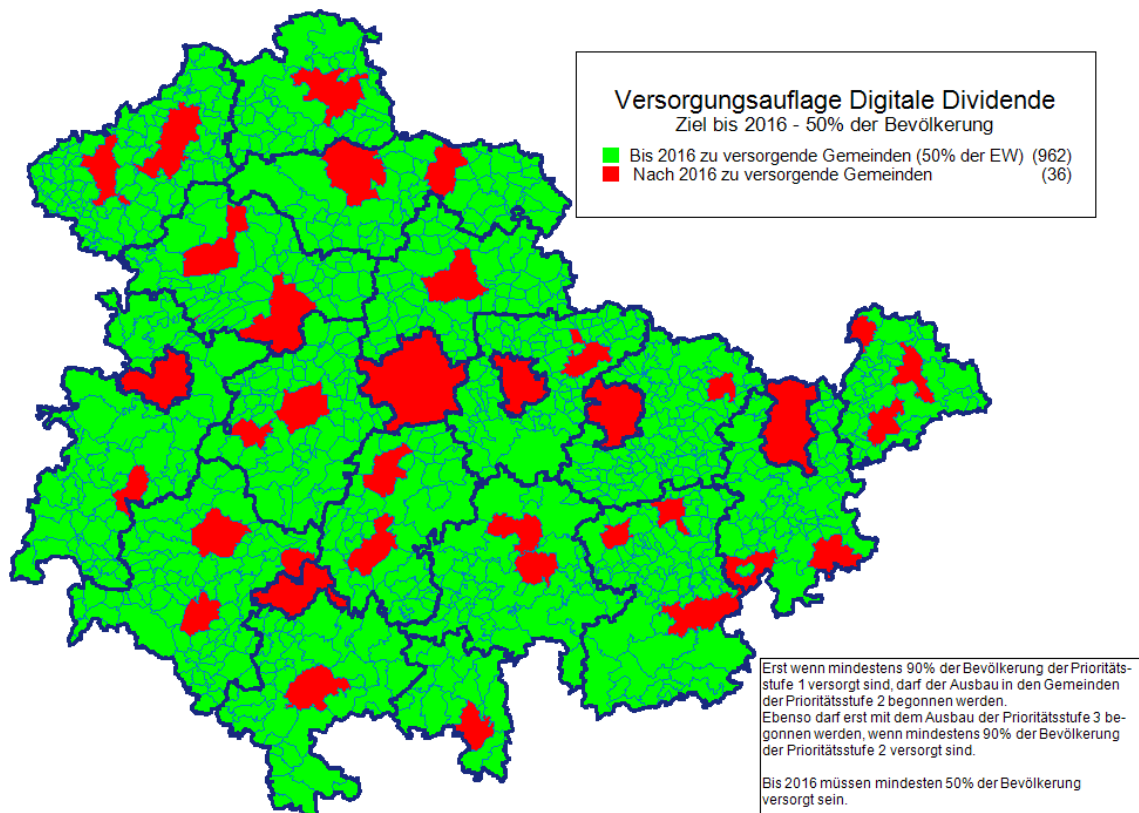 Versorgungsauflage Digitale Dividende
Ziel bis 2016 - 50% der Bevölkerung
Bis 2016 zu versorgende Gemeinden (50% der EW) (962)
Nach 2016 zu versorgende Gemeinden (36)
Erst wenn mindestens 90% der Bevölkerung der Prioritäts-
stufe 1 versorgt sind, darf der Ausbau in den Gemeinden
der Prioritätsstufe 2 begonnen werden.
Ebenso darf erst mit dem Ausbau der Prioritätsstufe 3 be-
gonnen werden, wenn mindestens 90% der Bevölkerung
der Prioritätsstufe 2 versorgt sind.
Bis 2016 müssen mindesten 50% der Bevölkerung
versorgt sein.